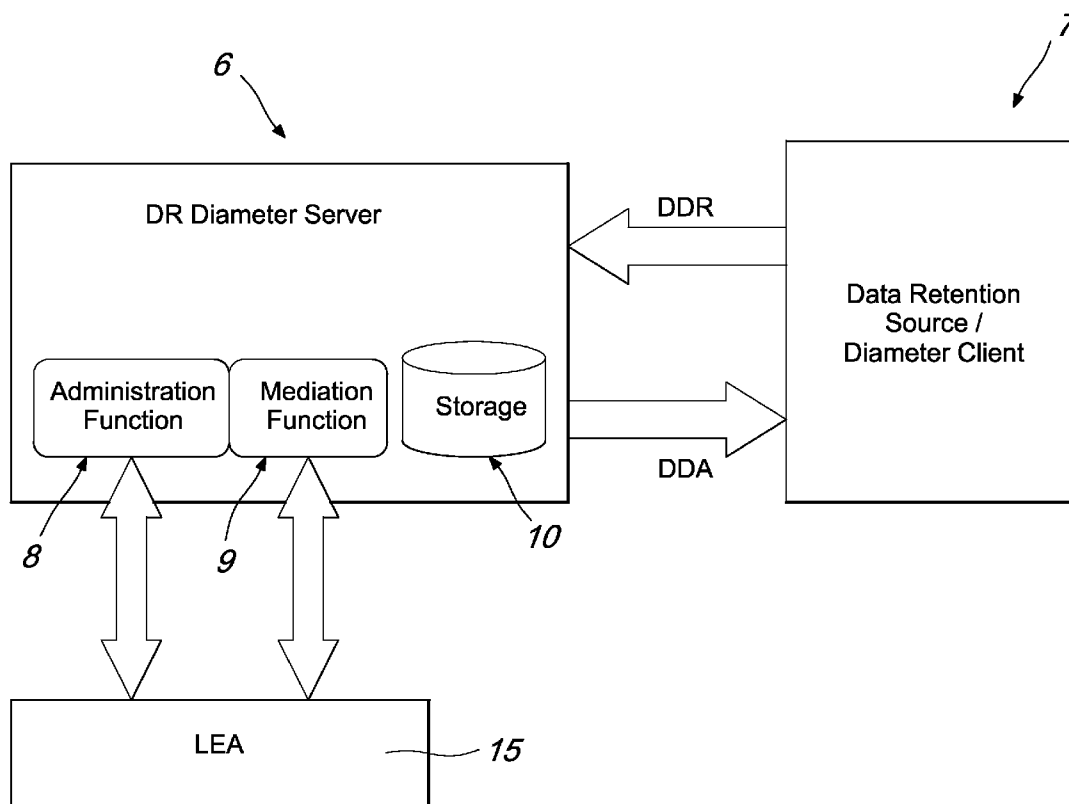 7
6
DR Diameter Server
DDR
Data Retention
Source /
Diameter Client
Administration
Function
Mediation
Function
Storage
DDA
8
9
10
LEA
15